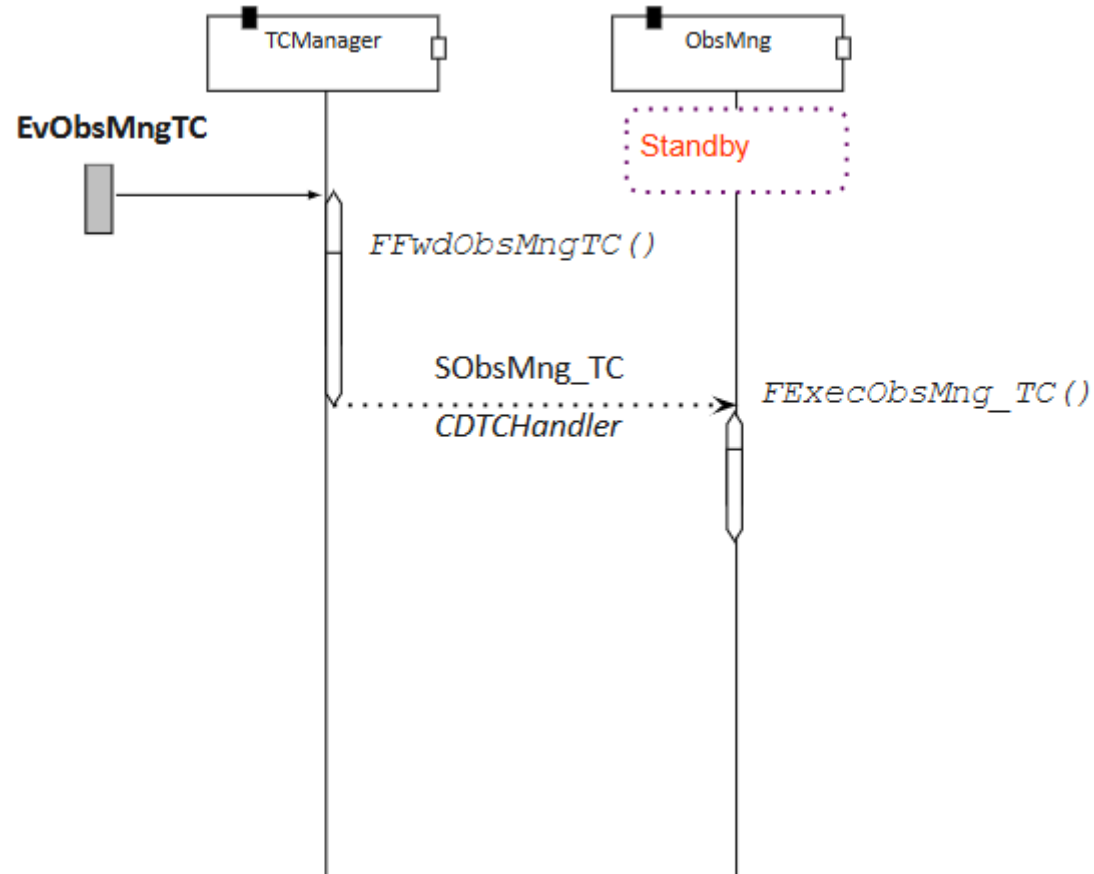 TCManager
ObsMng
EvObsMngTC
Standby
FFwdObsMngTC()
SObsMng_TC
FExecObsMng_TC()
CDTCHandler